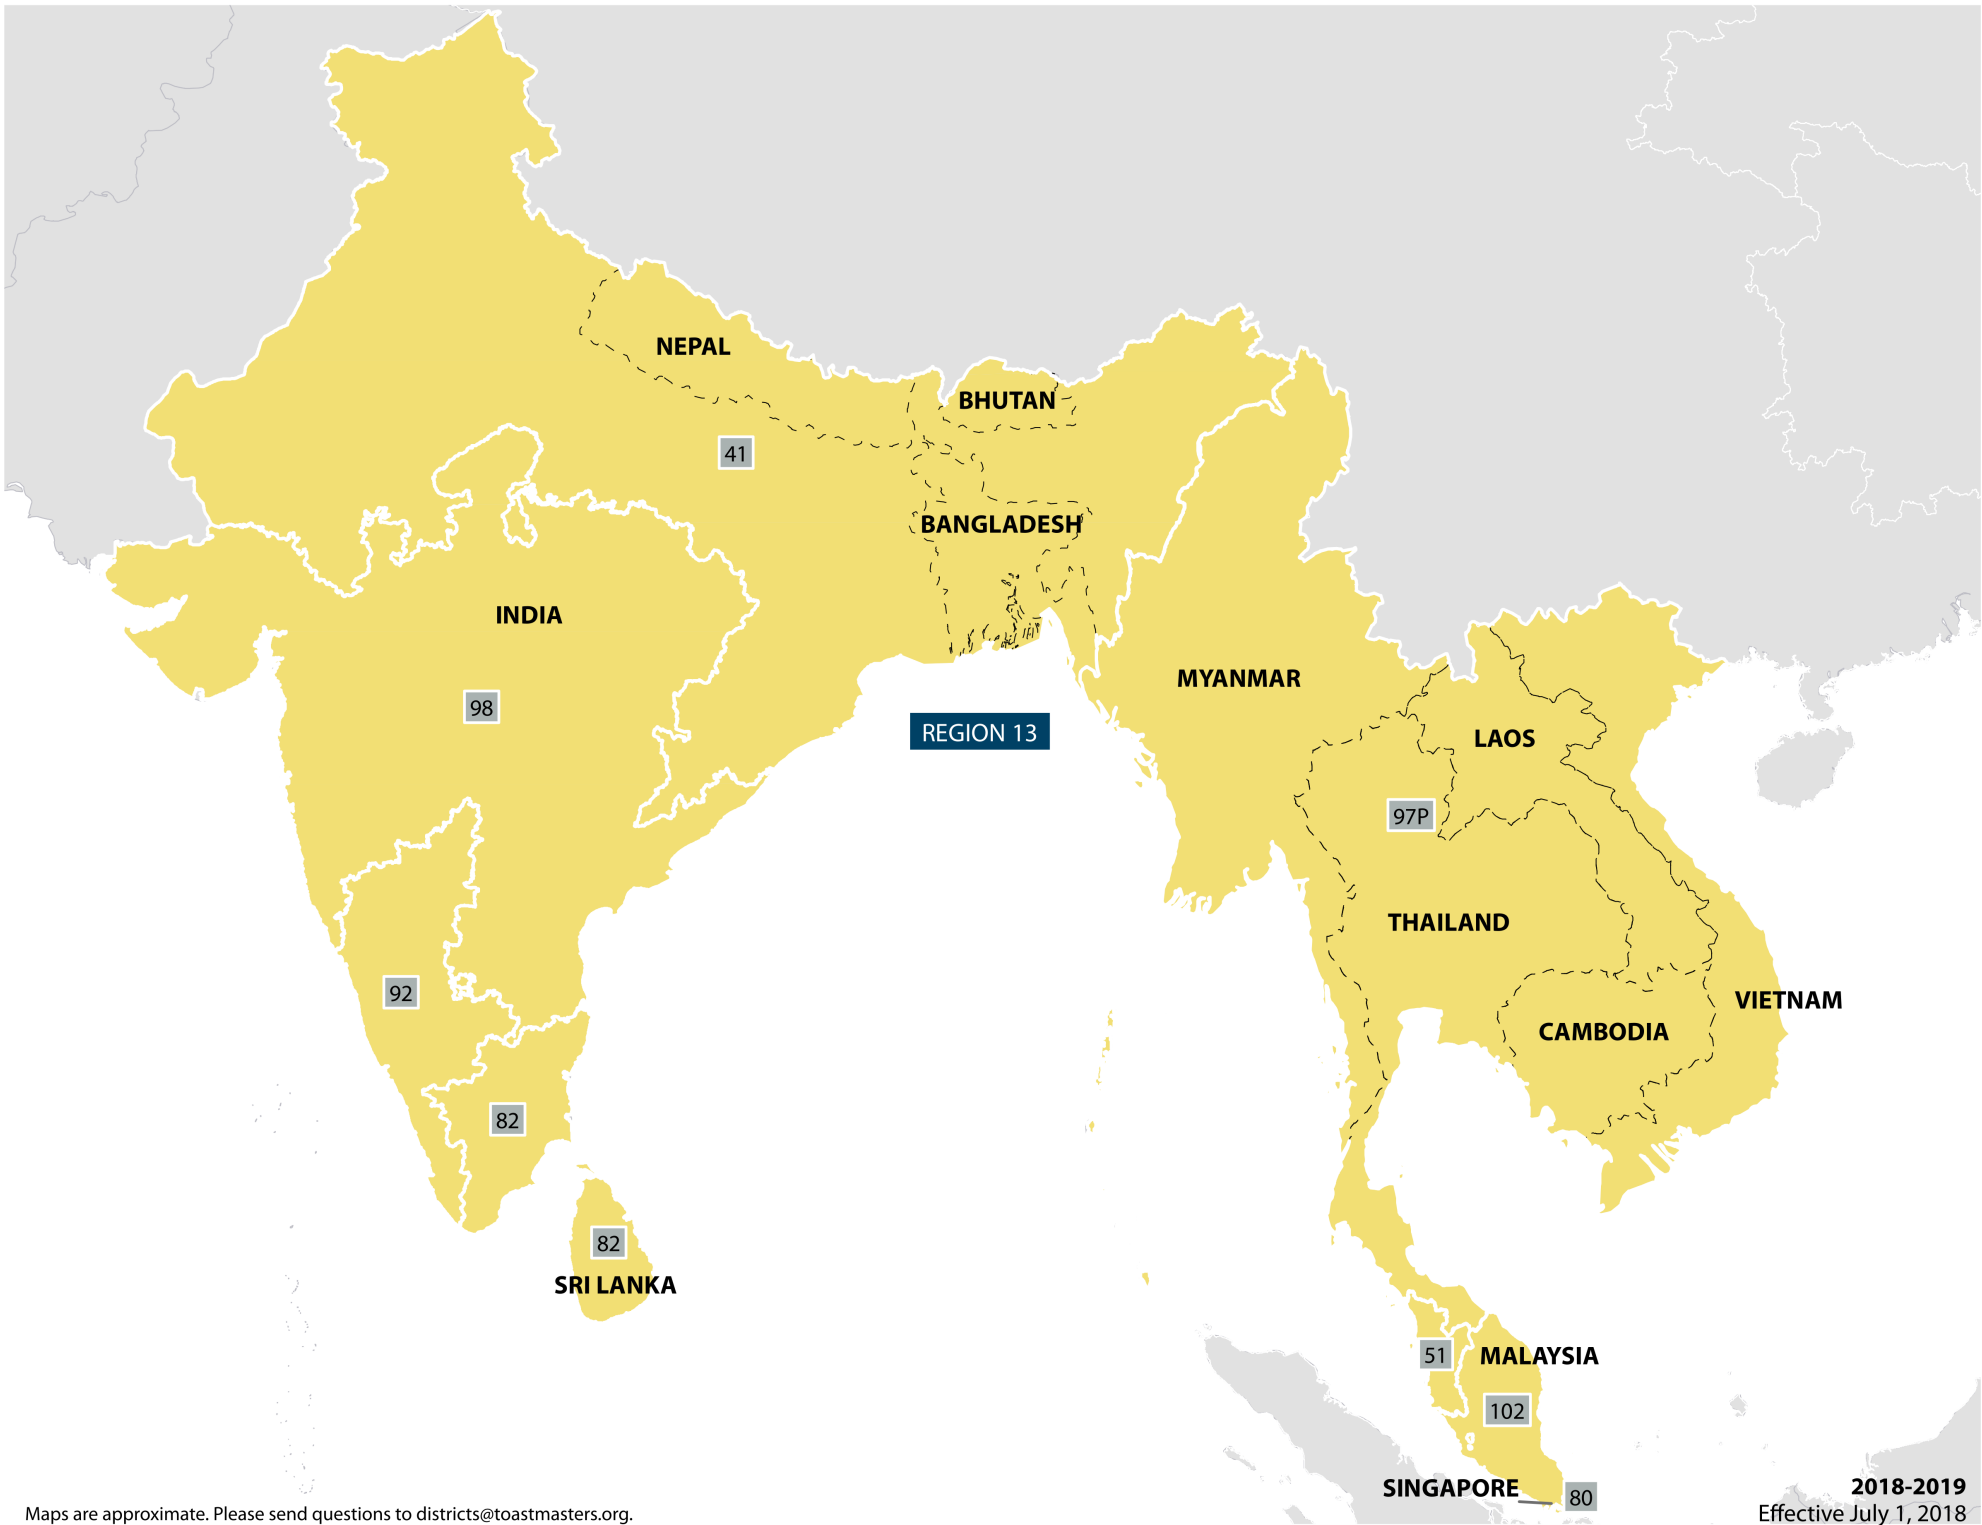 NEPAL
BHUTAN
41
BANGLADESH
INDIA
MYANMAR
98
REGION 13
LAOS
97P
THAILAND
92
VIETNAM
CAMBODIA
82
82
SRI LANKA
51
MALAYSIA
102
SINGAPORE
80
2018-2019
Effective July 1, 2018
Maps are approximate. Please send questions to districts@toastmasters.org.